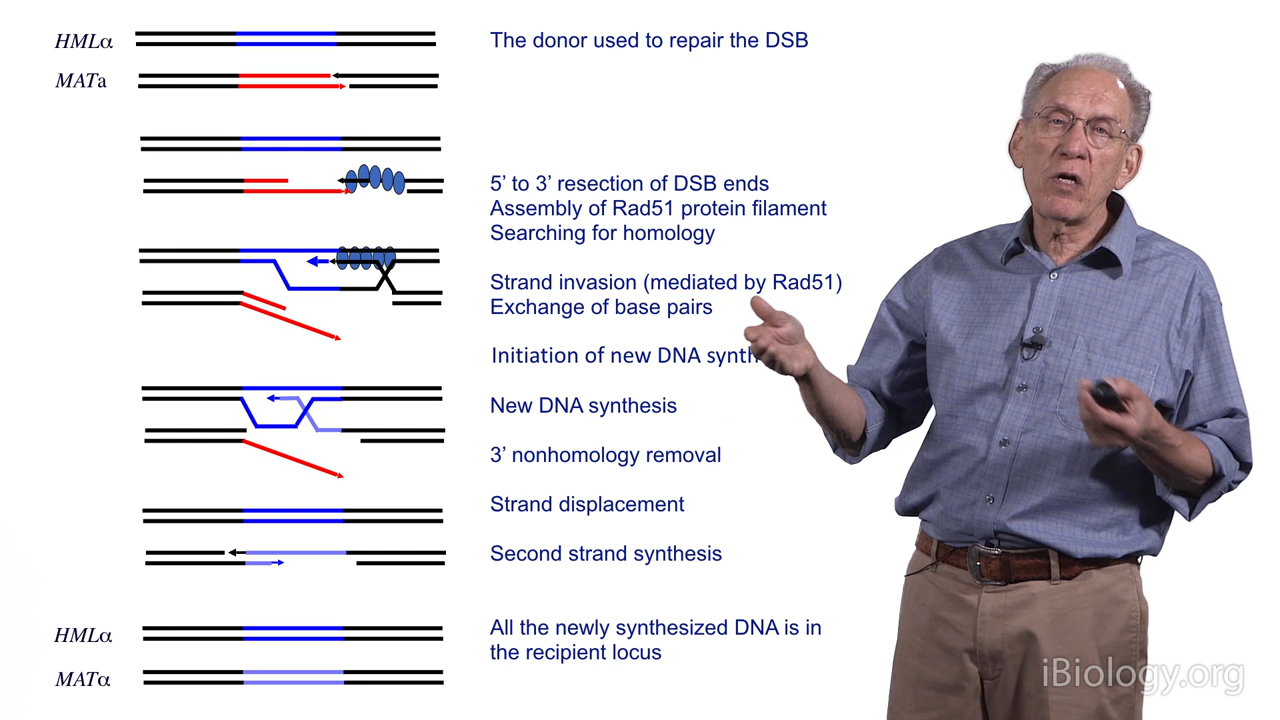 HMLα
The donor used to repair the DSB
MATa
5’ to 3’ resection of DSB ends
Assembly of Rad51 protein filament
Searching for homology
Strand invasion (mediated by Rad51)
Exchange of base pairs
Initiation of new DNA
New DNA synthesis
3’ nonhomology removal
Strand displacement
Second strand synthesis
HMLα
All the newly synthesized DNA is in
the recipient locus
MATα
iBiology.org